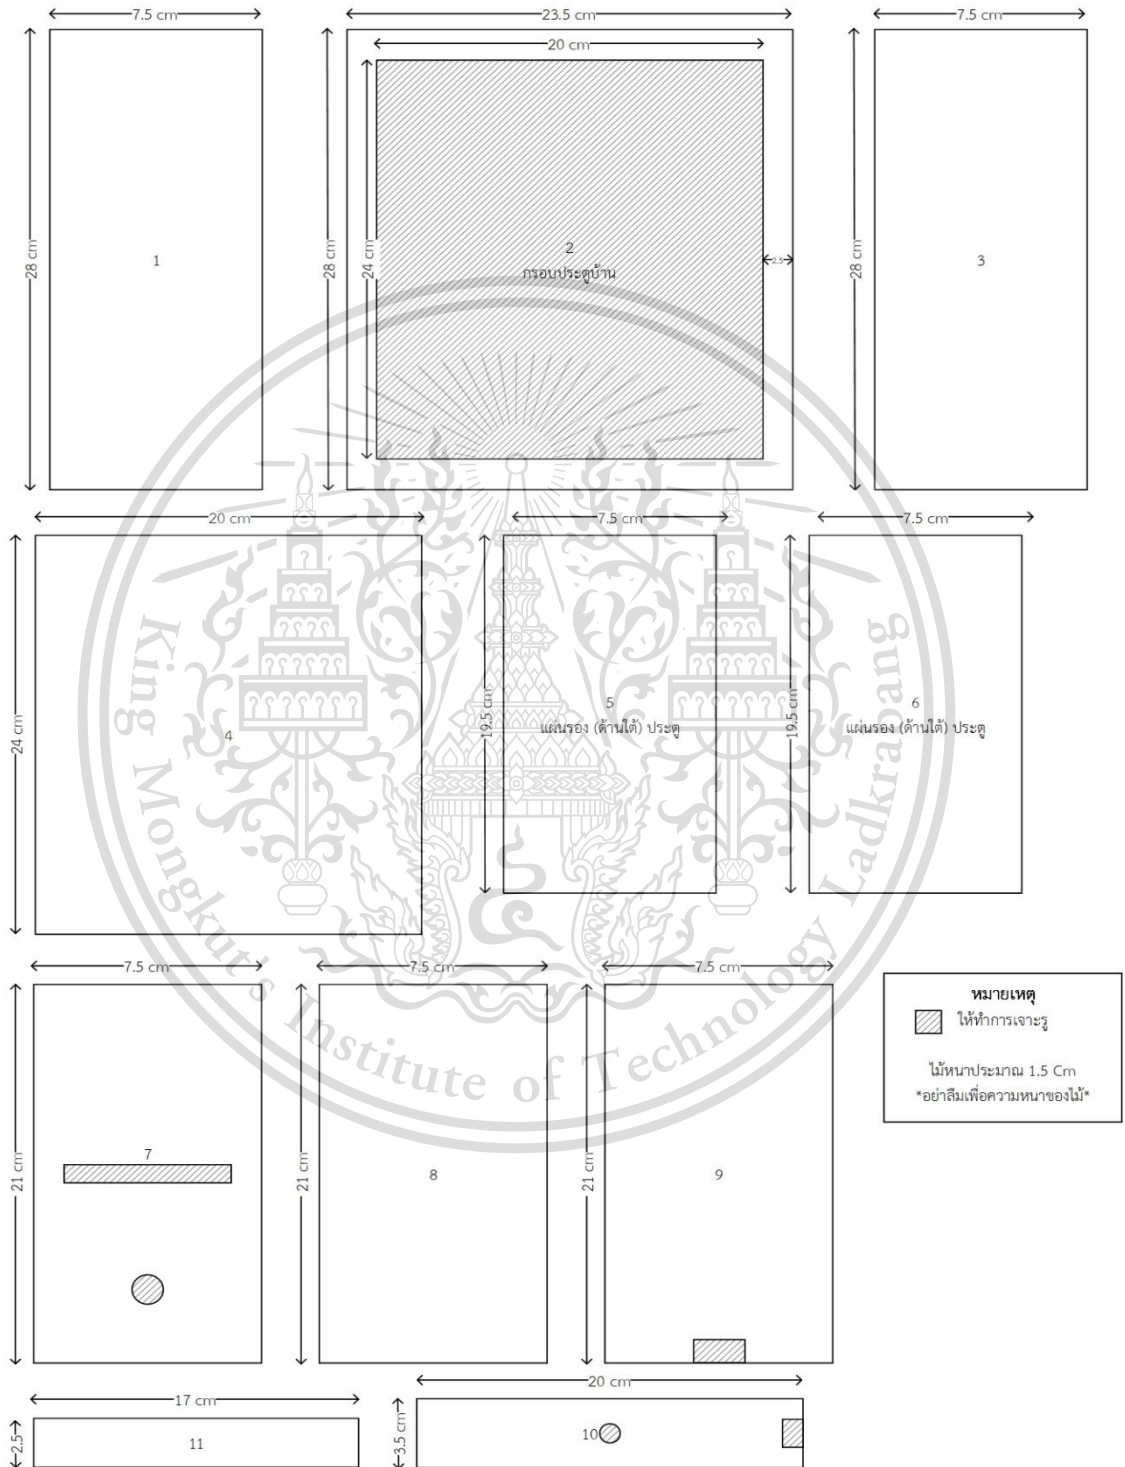 7.5 cm
23.5 cm
7.5 cm
20 cm
28 cm
1
28 cm
24 cm
2
กรอบประตูบ้าน
2.5
28 cm
3
20 cm
7.5 cm
7.5 cm
24 cm
4
19.5 cm
5
แผ่นรอง (ด้านใต้) ประตู
19.5 cm
6
แผ่นรอง (ด้านใต้) ประตู
King Mongkut's Institute of Technology Ladkrabang
7.5 cm
7.5 cm
7.5 cm
21 cm
7
21 cm
8
21 cm
9
หมายเหตุ
ให้ทำการเจาะรู
ไม้หนาประมาณ 1.5 Cm
*อย่าลืมเพื่อความหนาของไม้*
17 cm
20 cm
2.5
11
3.5 cm
10